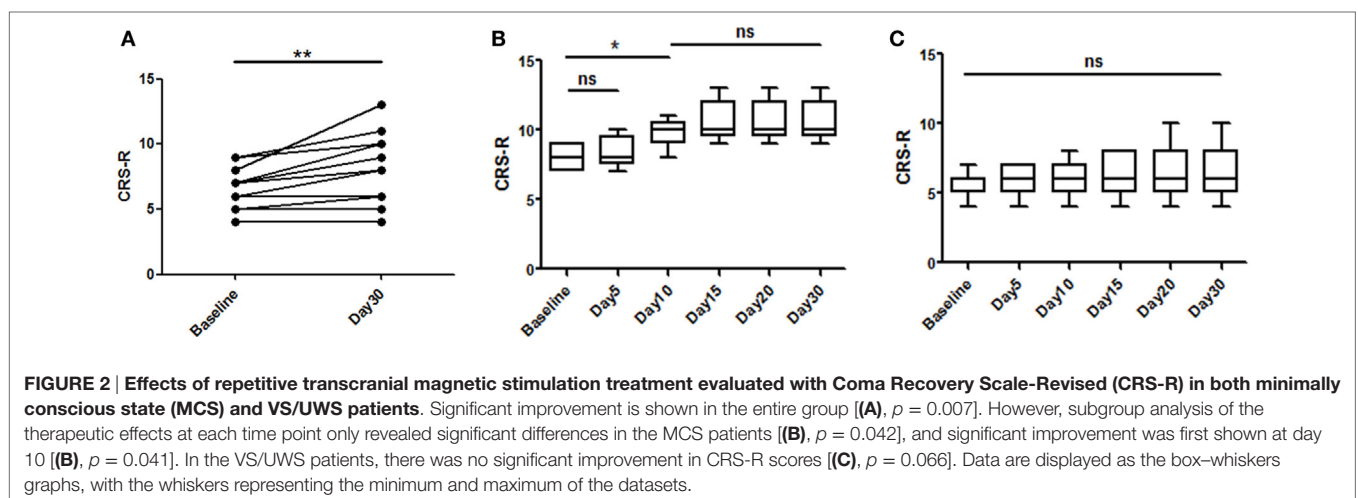 A
**
15
10
5
0
CRS-R
Baseline
Day30
B
ns
*
ns
15
10
5
0
CRS-R
Baseline
Day5
Day10
Day15
Day20
Day30
C
ns
15
10
5
0
CRS-R
Baseline
Day5
Day10
Day15
Day20
Day30
FIGURE 2 | Effects of repetitive transcranial magnetic stimulation treatment evaluated with Coma Recovery Scale-Revised (CRS-R) in both minimally
conscious state (MCS) and VS/UWS patients. Significant improvement is shown in the entire group [(A), p = 0.007]. However, subgroup analysis of the
therapeutic effects at each time point only revealed significant differences in the MCS patients [(B), p = 0.042], and significant improvement was first shown at day
10 [(B), p = 0.041]. In the VS/UWS patients, there was no significant improvement in CRS-R scores [(C), p = 0.066]. Data are displayed as the box–whiskers
graphs, with the whiskers representing the minimum and maximum of the datasets.